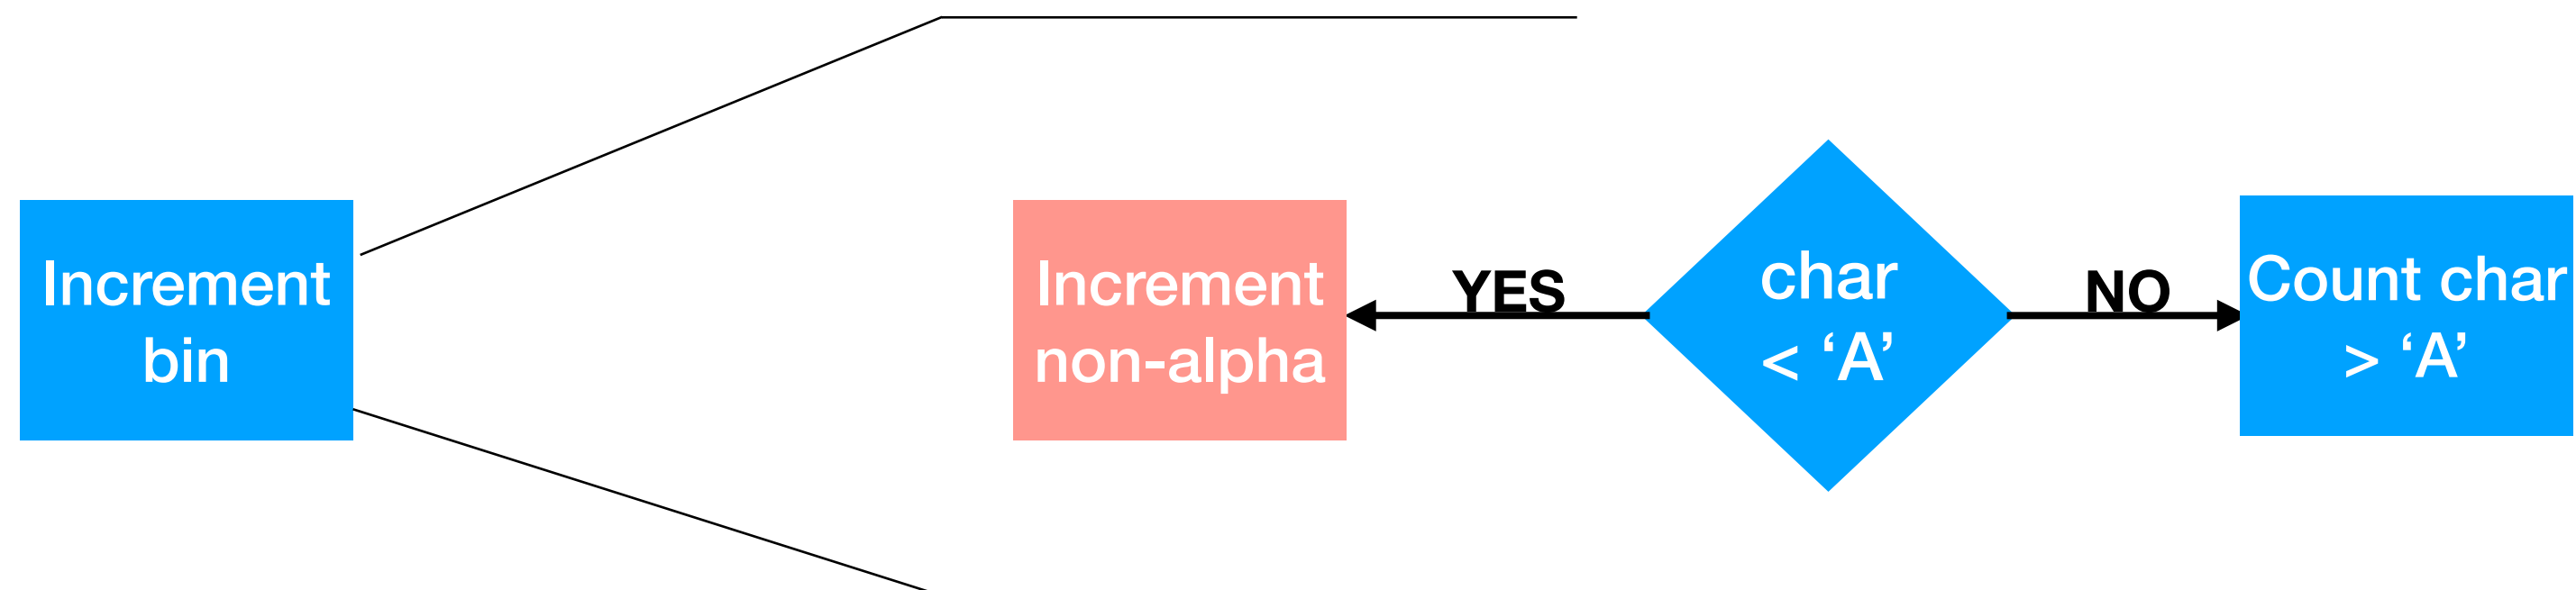 Increment
bin
Increment
non-alpha
YES
char
< ‘A’
NO
Count char
> ‘A’